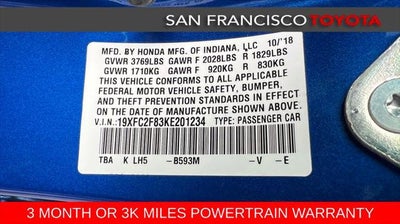 SAN FRANCISCO TOYOTA
MFD. BY HONDA MFG. OF INDIANA, LLC 10/'18
GVWR 3769LBS GAWR F 2028LBS R 1829LBS
GVWR 1710KG GAWR F 920KG R 830KG
THIS VEHICLE CONFORMS TO ALL APPLICABLE
FEDERAL MOTOR VEHICLE SAFETY, BUMPER,
AND THEFT PREVENTION STANDARDS IN EFFECT
ON THE DATE OF MANUFACTURE SHOWN ABOVE.
V.I.N.: 19XFC2F83KE201234 TYPE: PASSENGER CAR
TBA K LH5 -B593M -V -E
3 MONTH OR 3K MILES POWERTRAIN WARRANTY